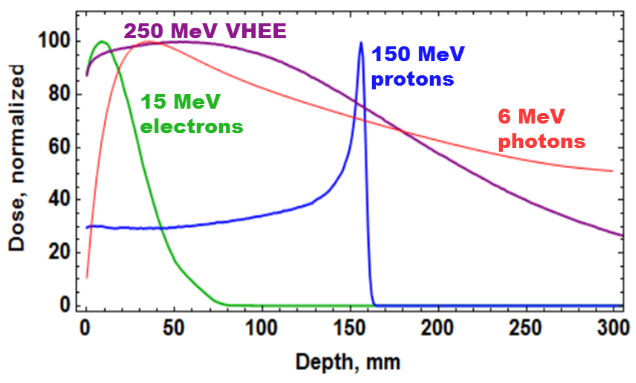 250 MeV VHEE
150 MeV
protons
15 MeV
electrons
6 MeV
photons
Dose, normalized
100
80
60
40
20
0
0 50 100 150 200 250 300
Depth, mm